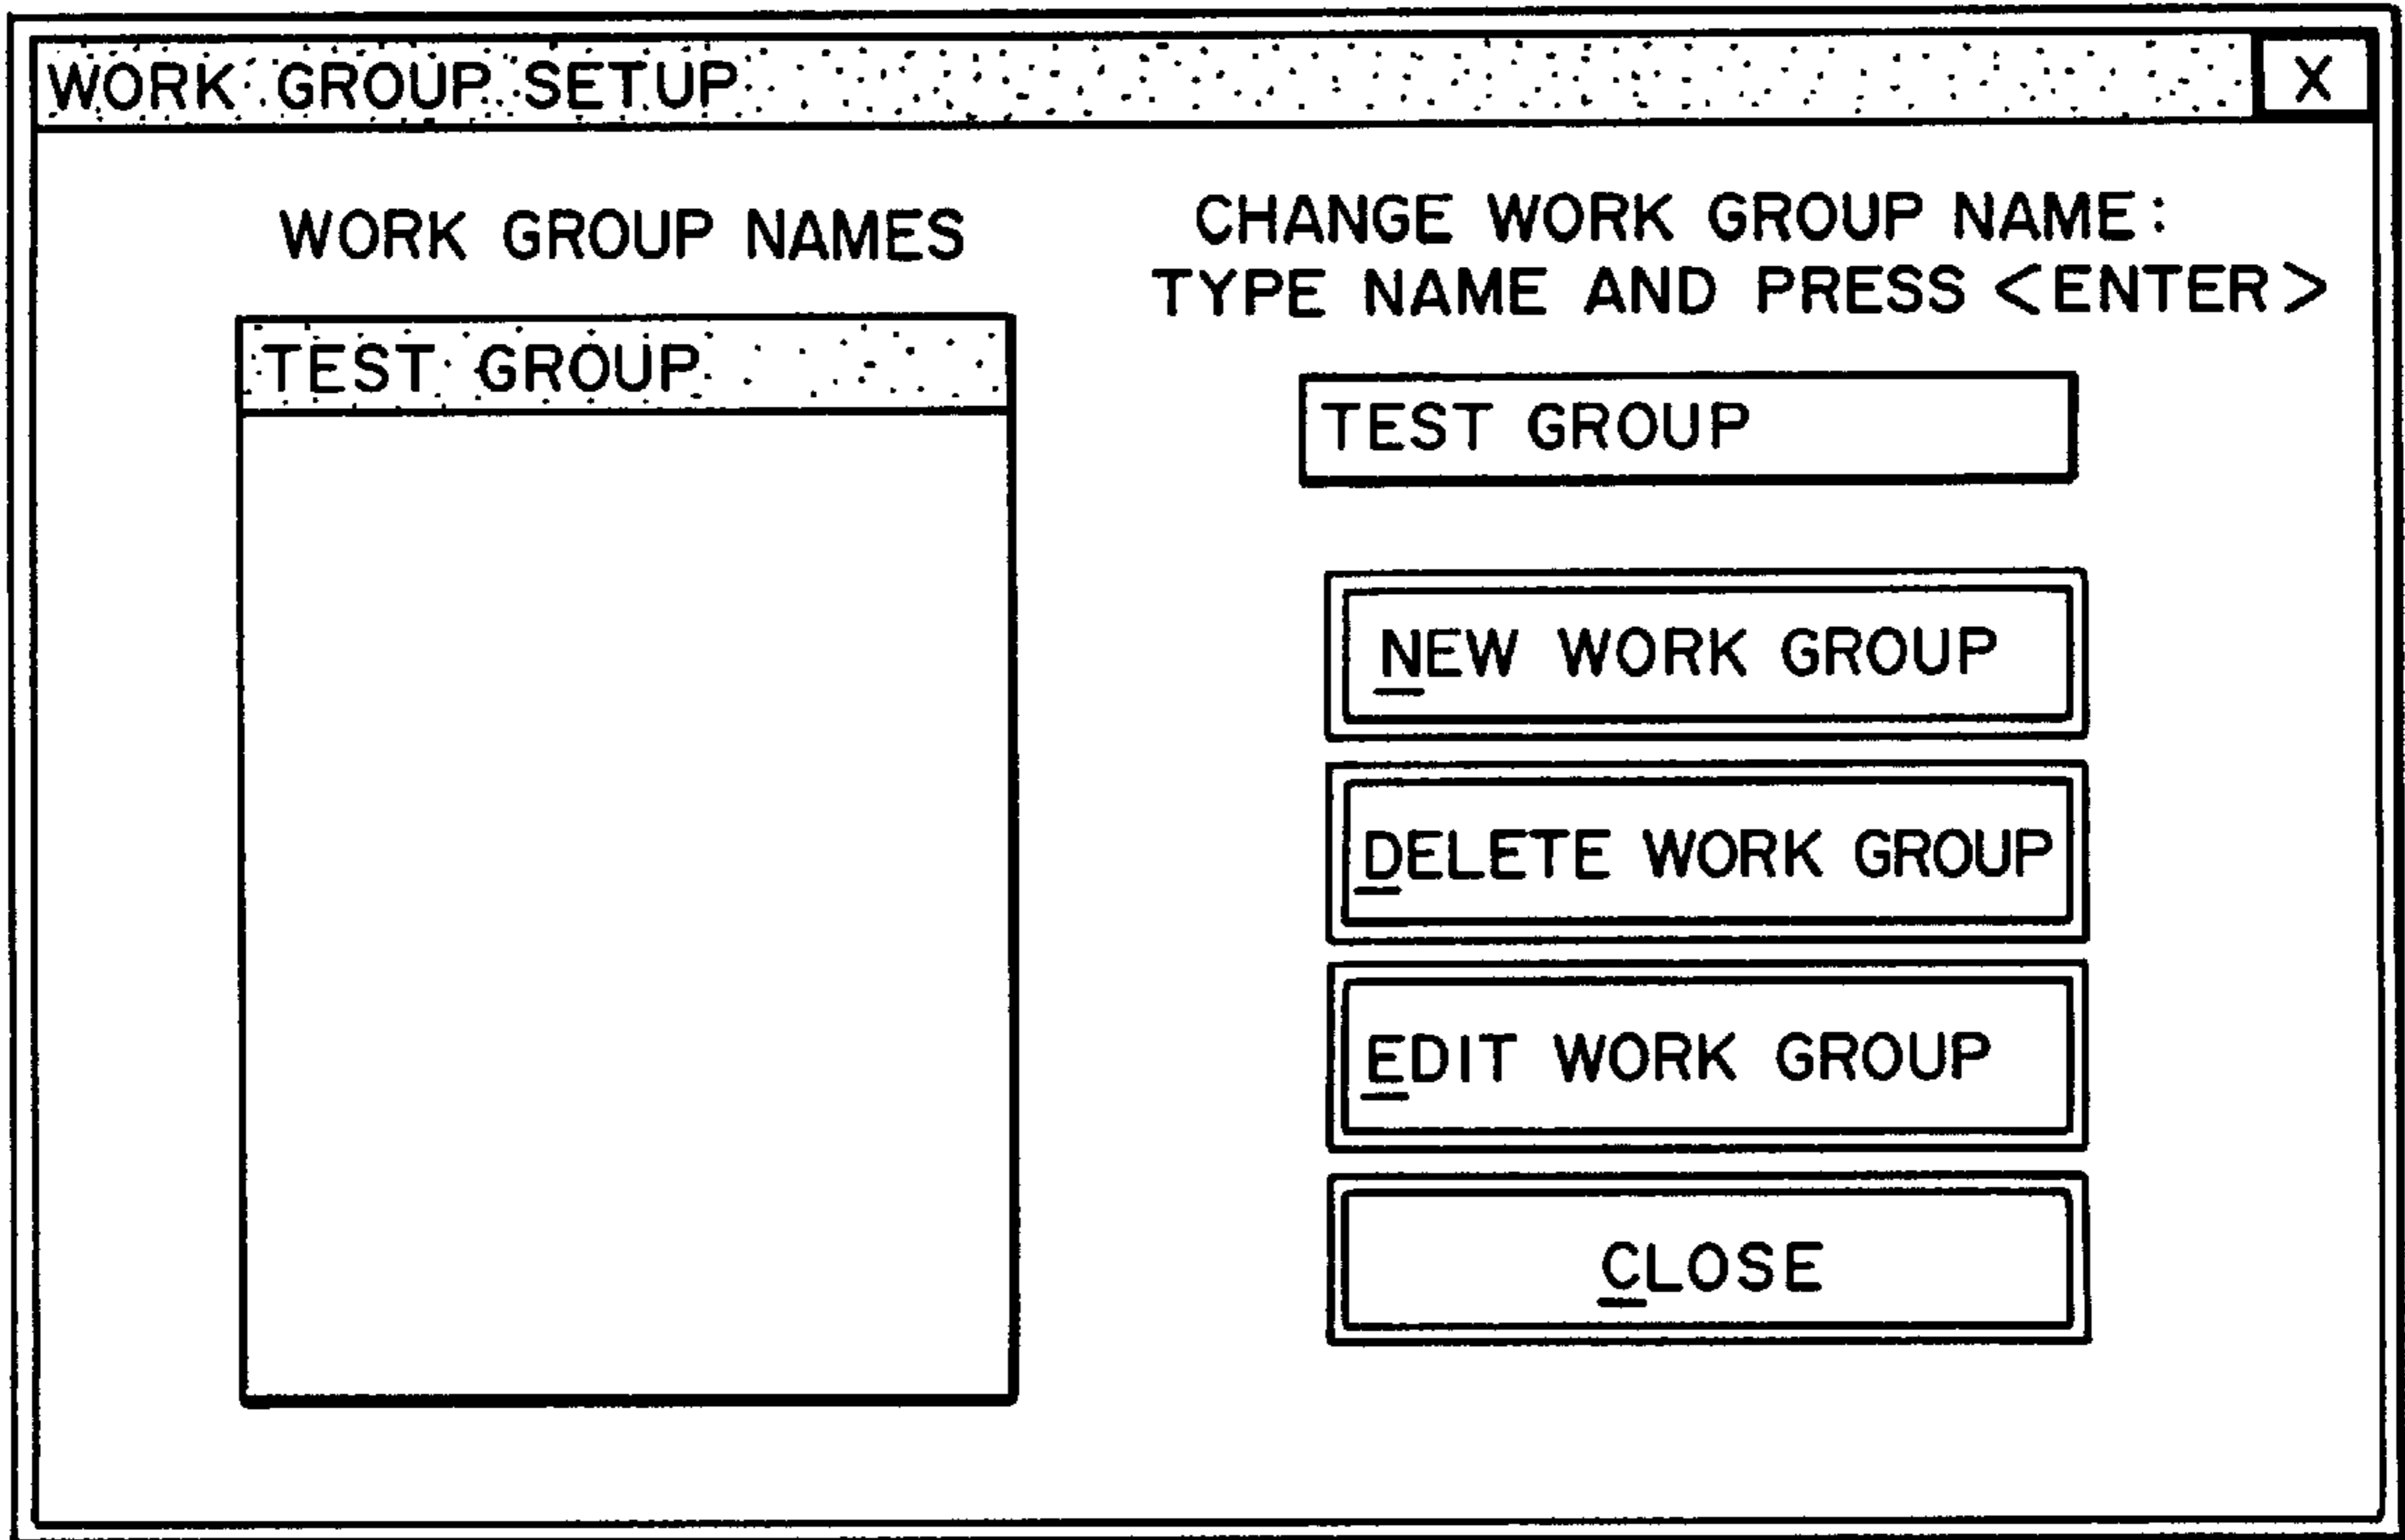 WORK GROUP SETUP
X
WORK GROUP NAMES
TEST GROUP
CHANGE WORK GROUP NAME:
TYPE NAME AND PRESS <ENTER>
TEST GROUP
NEW WORK GROUP
DELETE WORK GROUP
EDIT WORK GROUP
CLOSE